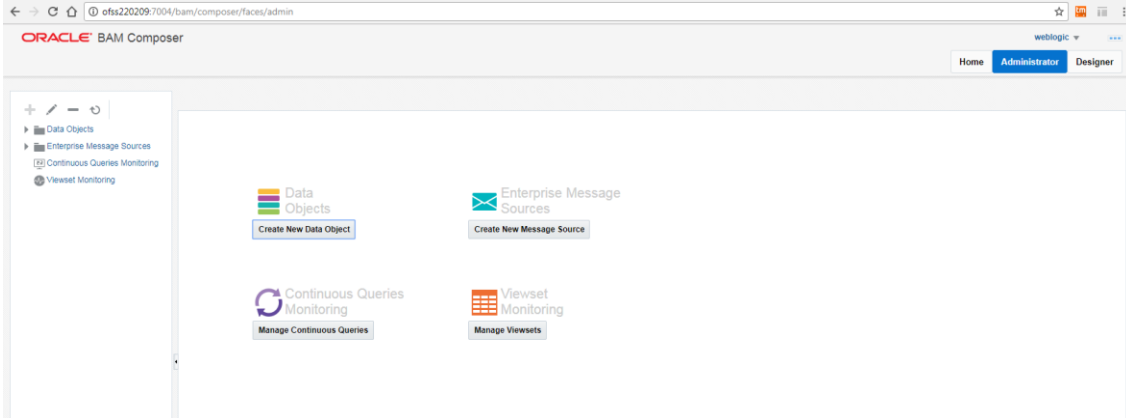 ofss220209:7004/bam/composer/faces/admin
ORACLE® BAM Composer
weblogic
Home Administrator Designer
Data Objects
Enterprise Message Sources
Continuous Queries Monitoring
Viewset Monitoring
Data
Objects
Create New Data Object
Enterprise Message
Sources
Create New Message Source
Continuous Queries
Monitoring
Manage Continuous Queries
Viewset
Monitoring
Manage Viewsets